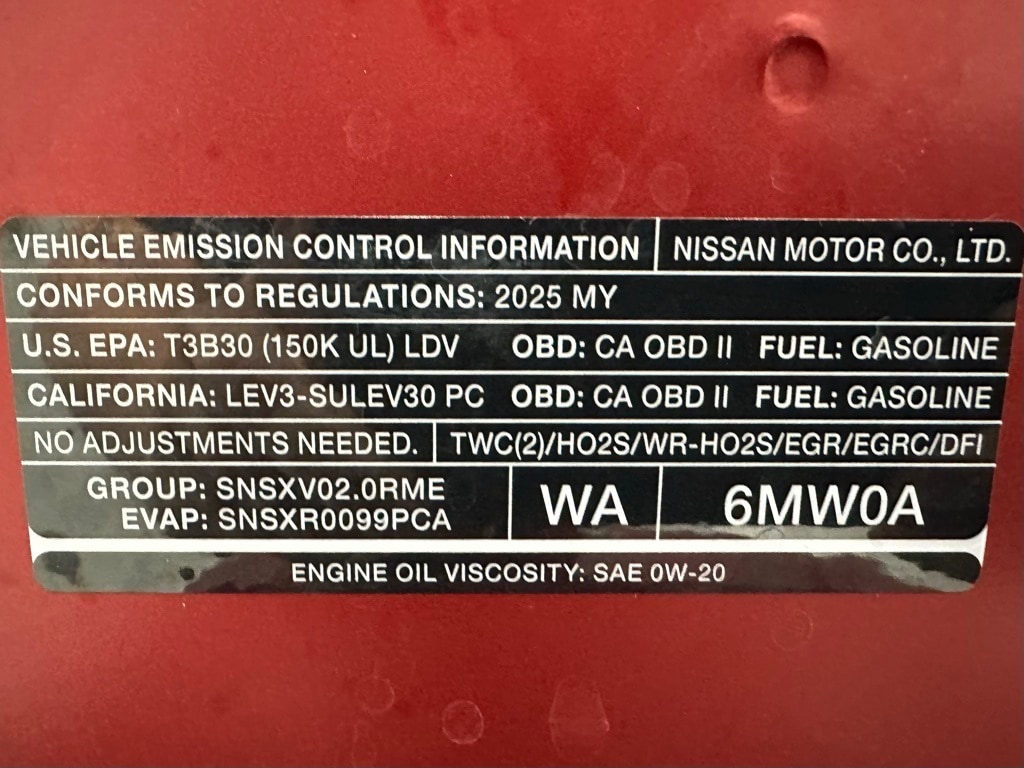 VEHICLE EMISSION CONTROL INFORMATION NISSAN MOTOR CO., LTD.
CONFORMS TO REGULATIONS: 2025 MY
U.S. EPA: T3B30 (150K UL) LDV OBD: CA OBD II FUEL: GASOLINE
CALIFORNIA: LEV3-SULEV30 PC OBD: CA OBD II FUEL: GASOLINE
NO ADJUSTMENTS NEEDED. TWC(2)/HO2S/WR-HO2S/EGR/EGRC/DFI
GROUP: SNSXV02.0RME
EVAP: SNSXR0099PCA
WA
6MW0A
ENGINE OIL VISCOSITY: SAE 0W-20